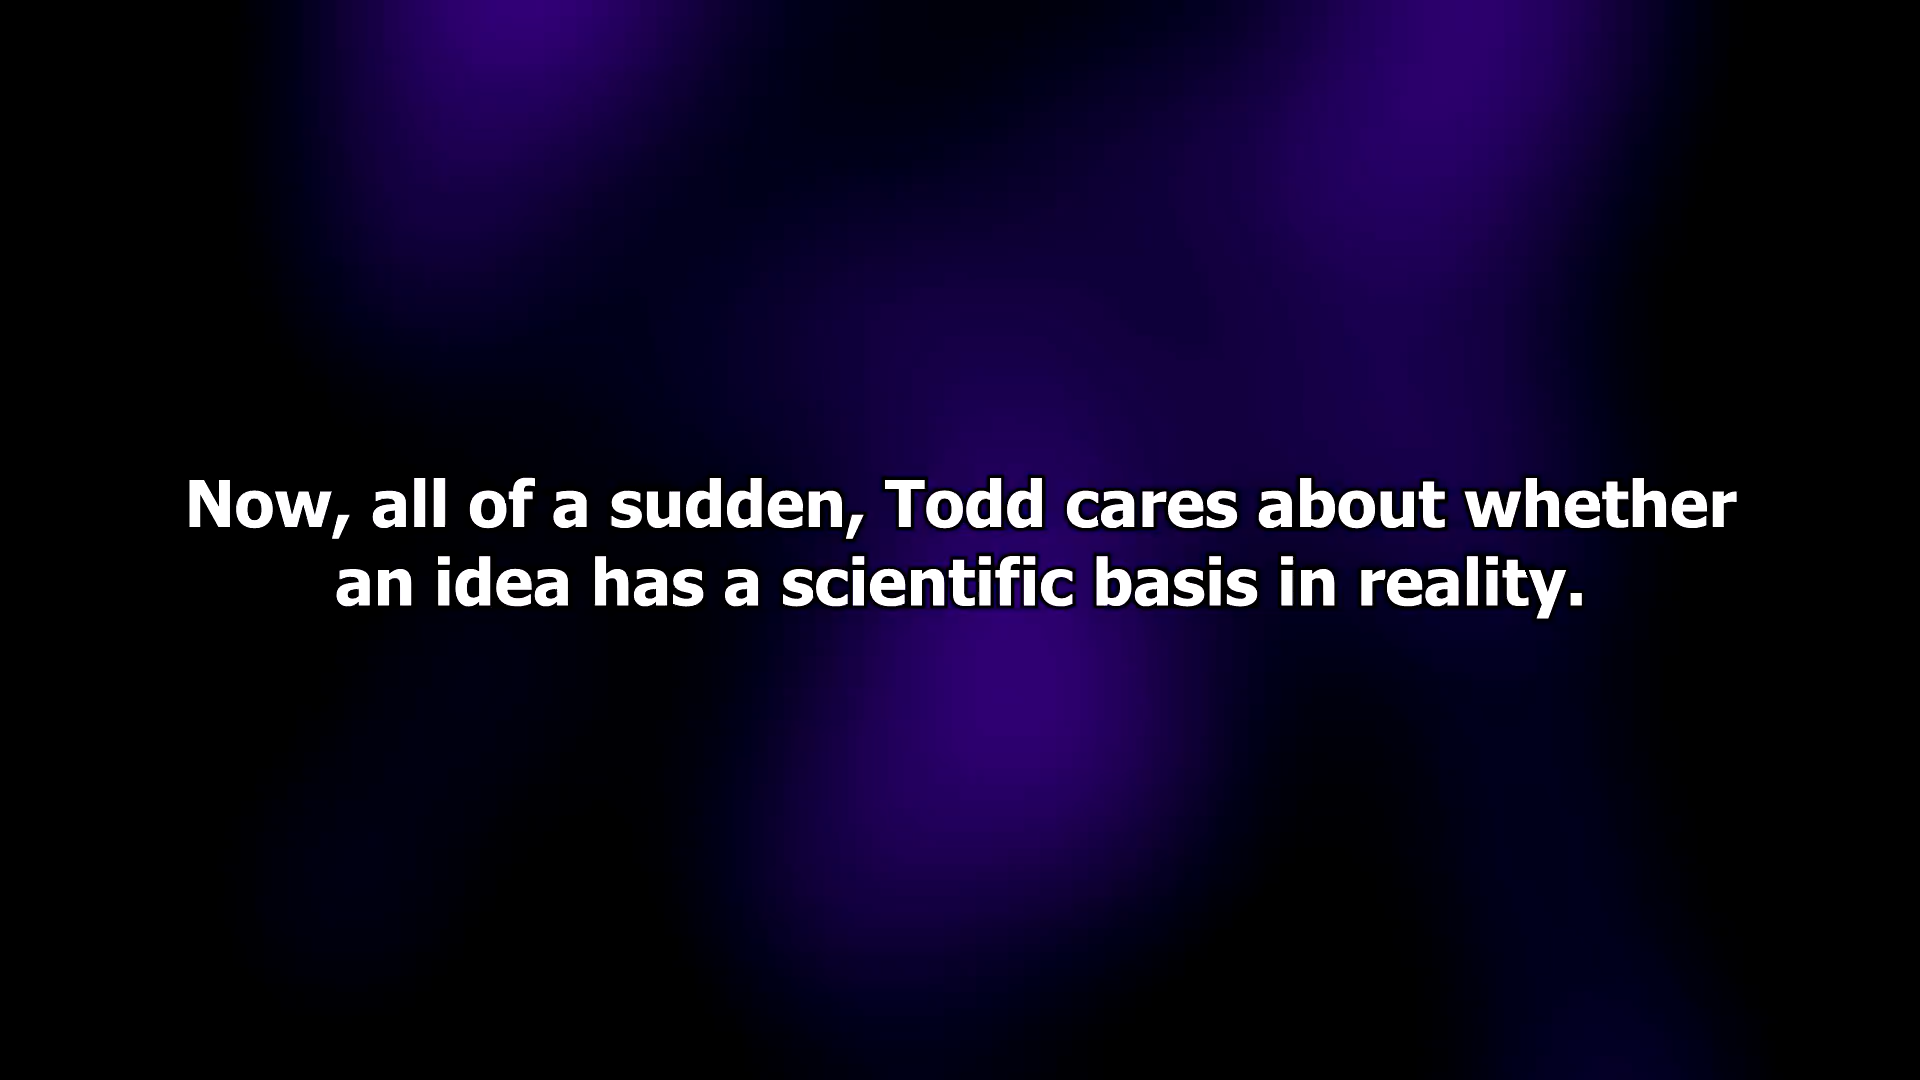 Now, all of a sudden, Todd cares about whether
an idea has a scientific basis in reality.